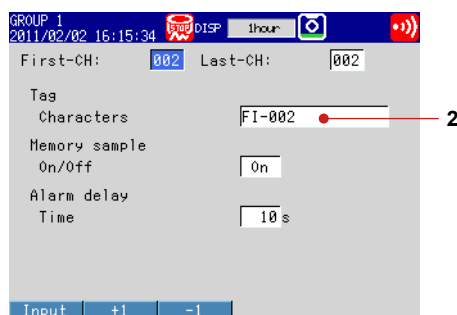 GROUP 1
2011/02/02 16:15:34 STOP DISP 1hour
First-CH: 002 Last-CH: 002
Tag
Characters FI-002 2
Memory sample
On/Off On
Alarm delay
Time 10 s
Input +1 -1